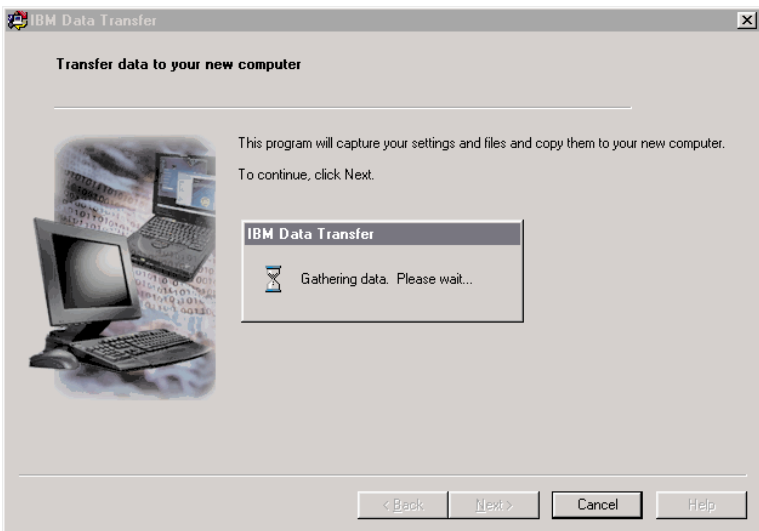 IBM Data Transfer
Transfer data to your new computer
This program will capture your settings and files and copy them to your new computer.
To continue, click Next.
IBM Data Transfer
Gathering data. Please wait...
< Back
Next >
Cancel
Help